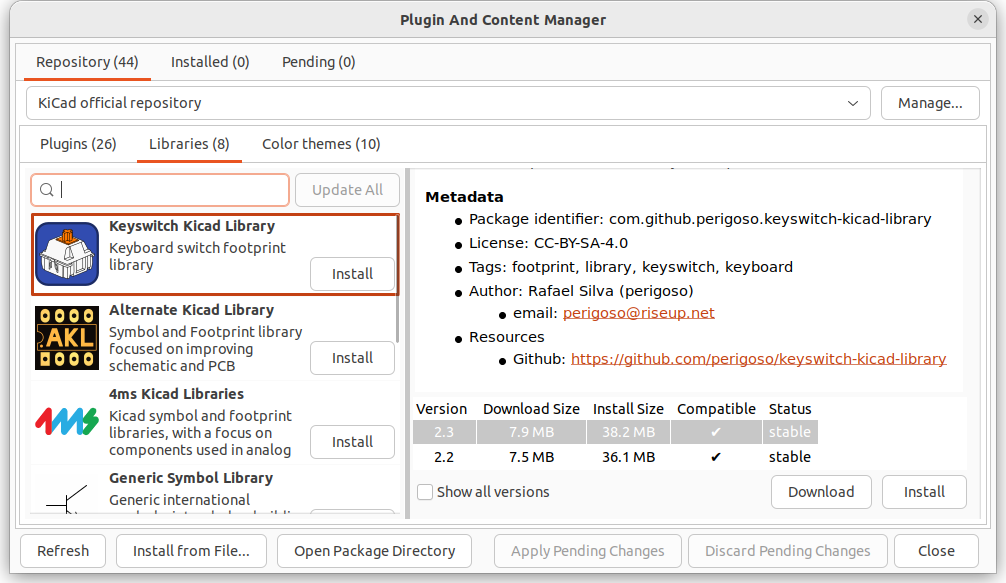 Plugin And Content Manager
Repository (44) Installed (0) Pending (0)
KiCad official repository Manage...
Plugins (26) Libraries (8) Color themes (10)
Update All
Keyswitch Kicad Library
Keyboard switch footprint
library
Install
AKL
Alternate Kicad Library
Symbol and Footprint library
focused on improving
schematic and PCB
Install
4ms
4ms Kicad Libraries
Kicad symbol and footprint
libraries, with a focus on
components used in analog
Install
Generic Symbol Library
Generic international
Metadata
Package identifier: com.github.perigoso.keyswitch-kicad-library
License: CC-BY-SA-4.0
Tags: footprint, library, keyswitch, keyboard
Author: Rafael Silva (perigoso)
email: perigoso@riseup.net
Resources
Github: https://github.com/perigoso/keyswitch-kicad-library
Version Download Size Install Size Compatible Status
2.3 7.9 MB 38.2 MB ✔ stable
2.2 7.5 MB 36.1 MB ✔ stable
Show all versions Download Install
Refresh Install from File... Open Package Directory Apply Pending Changes Discard Pending Changes Close